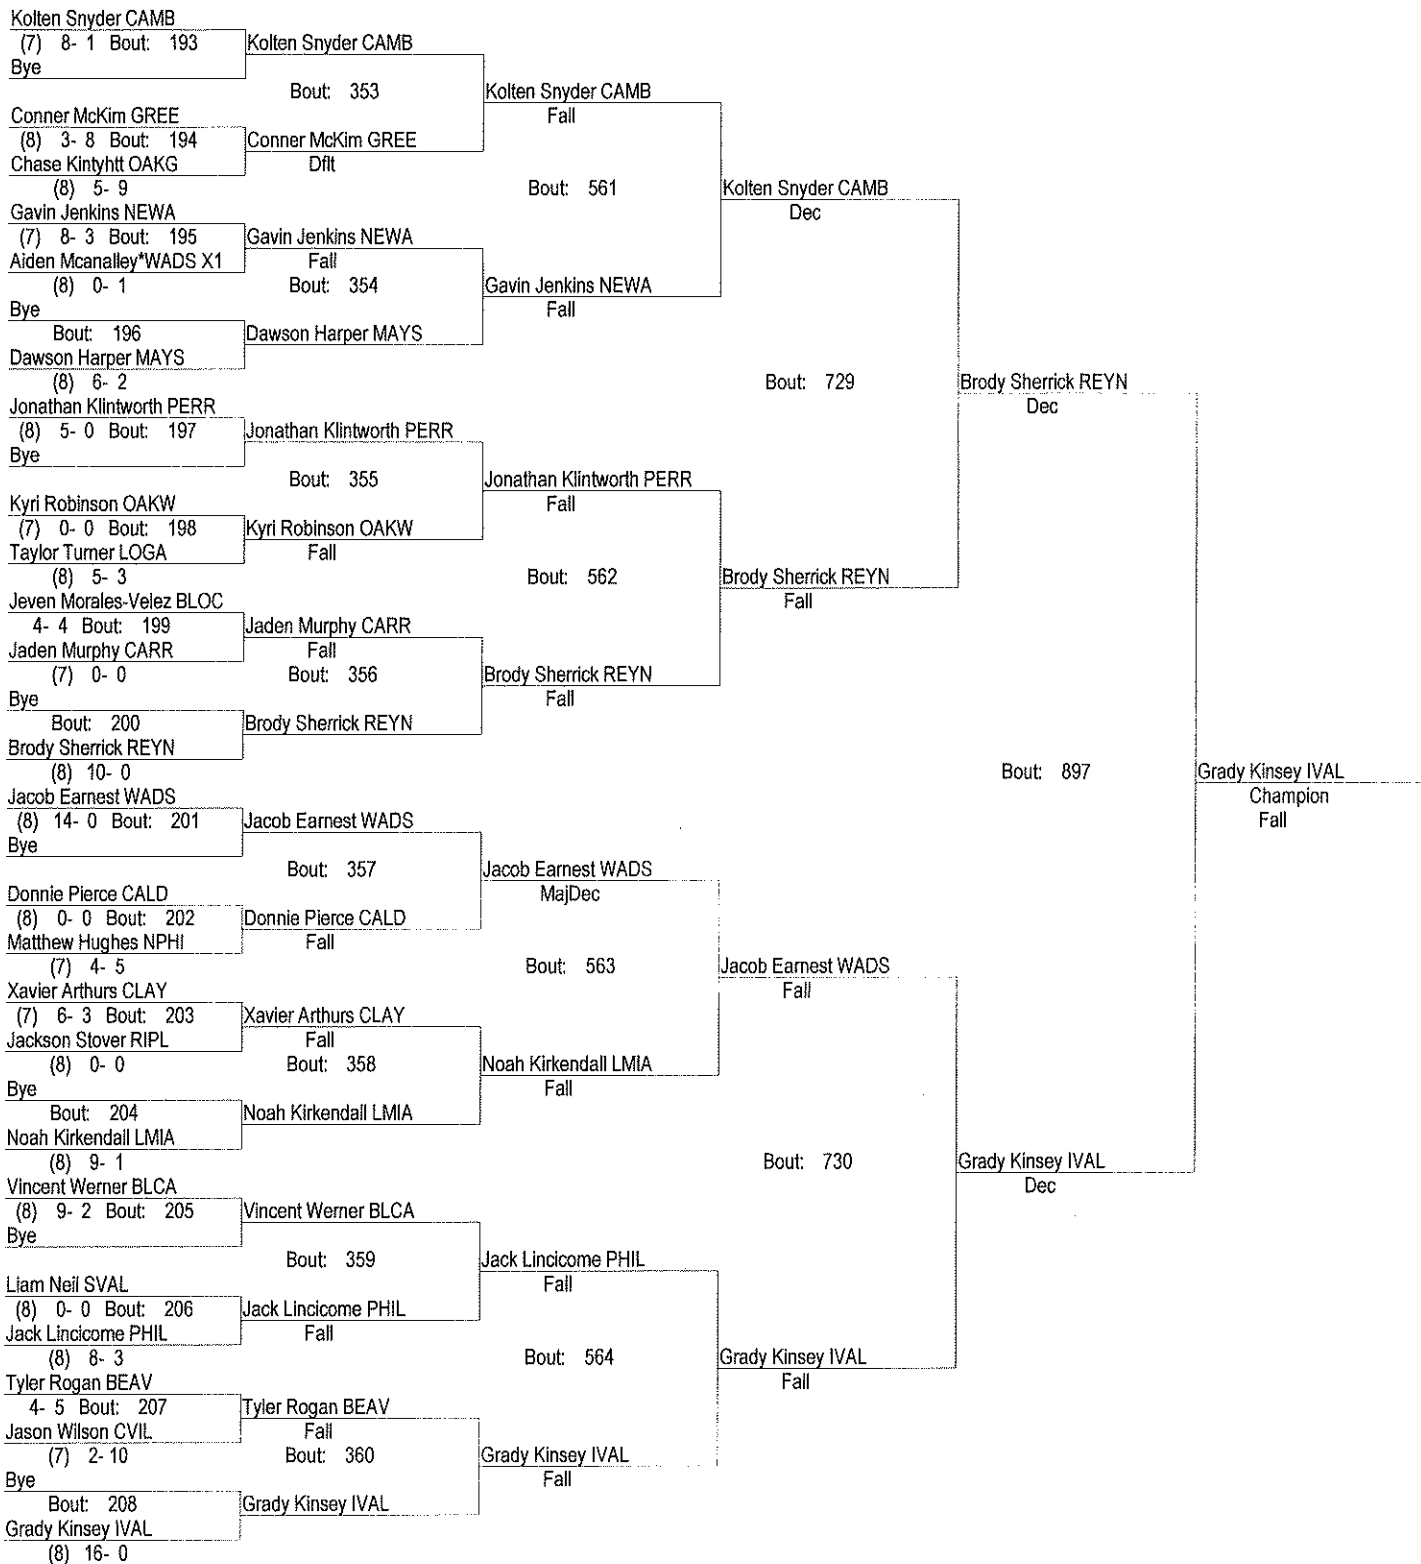 Kolten Snyder CAMB
(7) 8- 1 Bout: 193
Bye
Kolten Snyder CAMB
Bout: 353
Kolten Snyder CAMB
Fall
Conner McKim GREE
(8) 3- 8 Bout: 194
Chase Kintyhtt OAKG
(8) 5- 9
Conner McKim GREE
Dflt
Bout: 561
Kolten Snyder CAMB
Dec
Gavin Jenkins NEWA
(7) 8- 3 Bout: 195
Aiden Mcanalley*WADS X1
(8) 0- 1
Gavin Jenkins NEWA
Fall
Bout: 354
Gavin Jenkins NEWA
Fall
Bye
Bout: 196
Dawson Harper MAYS
(8) 6- 2
Dawson Harper MAYS
Bout: 729
Brody Sherrick REYN
Dec
Jonathan Klintworth PERR
(8) 5- 0 Bout: 197
Bye
Jonathan Klintworth PERR
Bout: 355
Jonathan Klintworth PERR
Fall
Kyri Robinson OAKW
(7) 0- 0 Bout: 198
Taylor Turner LOGA
(8) 5- 3
Kyri Robinson OAKW
Fall
Bout: 562
Brody Sherrick REYN
Fall
Jeven Morales-Velez BLOC
4- 4 Bout: 199
Jaden Murphy CARR
(7) 0- 0
Jaden Murphy CARR
Fall
Bout: 356
Brody Sherrick REYN
Fall
Bye
Bout: 200
Brody Sherrick REYN
(8) 10- 0
Brody Sherrick REYN
Bout: 897
Grady Kinsey IVAL
Champion
Fall
Jacob Earnest WADS
(8) 14- 0 Bout: 201
Bye
Jacob Earnest WADS
Bout: 357
Jacob Earnest WADS
MajDec
Donnie Pierce CALD
(8) 0- 0 Bout: 202
Matthew Hughes NPHI
(7) 4- 5
Donnie Pierce CALD
Fall
Bout: 563
Jacob Earnest WADS
Fall
Xavier Arthurs CLAY
(7) 6- 3 Bout: 203
Jackson Stover RIPL
(8) 0- 0
Xavier Arthurs CLAY
Fall
Bout: 358
Noah Kirkendall LMIA
Fall
Bye
Bout: 204
Noah Kirkendall LMIA
(8) 9- 1
Noah Kirkendall LMIA
Bout: 730
Grady Kinsey IVAL
Dec
Vincent Werner BLCA
(8) 9- 2 Bout: 205
Bye
Vincent Werner BLCA
Bout: 359
Jack Lincicome PHIL
Fall
Liam Neil SVAL
(8) 0- 0 Bout: 206
Jack Lincicome PHIL
(8) 8- 3
Jack Lincicome PHIL
Fall
Bout: 564
Grady Kinsey IVAL
Fall
Tyler Rogan BEAV
4- 5 Bout: 207
Jason Wilson CVIL
(7) 2- 10
Tyler Rogan BEAV
Fall
Bout: 360
Grady Kinsey IVAL
Fall
Bye
Bout: 208
Grady Kinsey IVAL
(8) 16- 0
Grady Kinsey IVAL